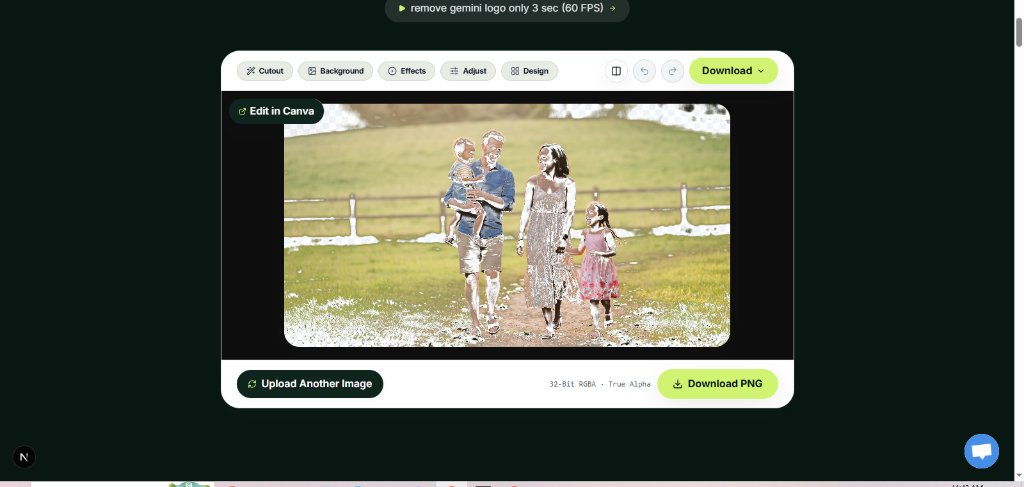 remove gemini logo only 3 sec (60 FPS) →
Cutout Background Effects Adjust Design Download
Edit in Canva
Upload Another Image 32-Bit RGBA · True Alpha Download PNG
N